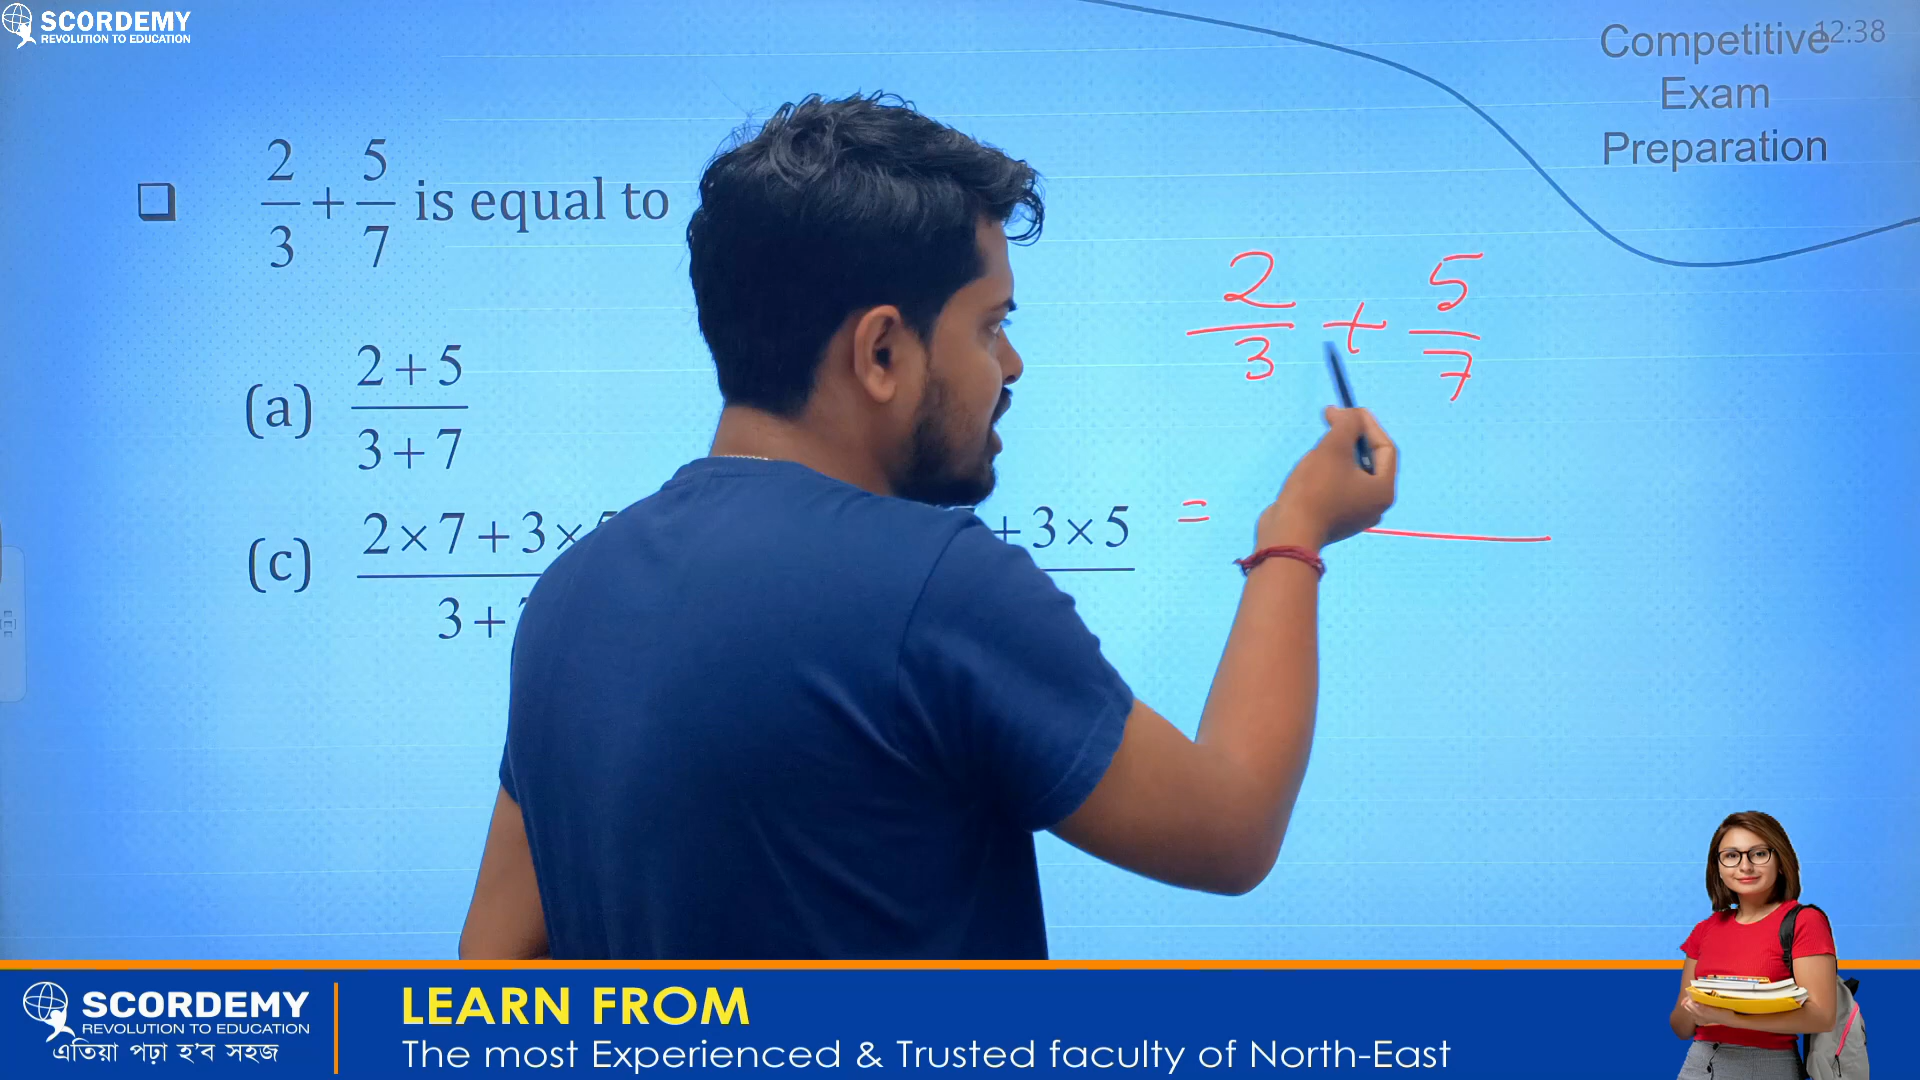 SCORDEMY
REVOLUTION TO EDUCATION
12:38
Competitive
Exam
Preparation
2/3 + 5/7 is equal to
(a) 2+5/3+7
(c) 2×7+3×
3+
+3×5
2/3 + 5/7
=
SCORDEMY
REVOLUTION TO EDUCATION
এতিয়া পঢ়া হ'ব সহজ
LEARN FROM
The most Experienced & Trusted faculty of North-East